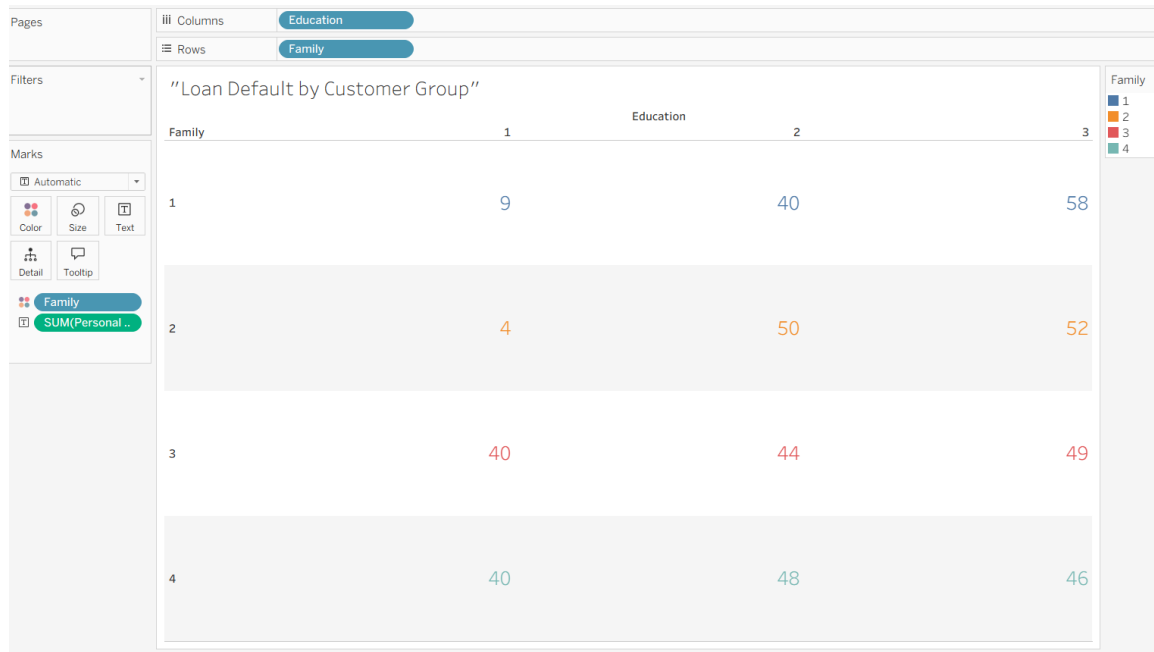 Pages
iii Columns
Education
Rows
Family
Filters
"Loan Default by Customer Group"
Education
Family 1 2 3
1 9 40 58
2 4 50 52
3 40 44 49
4 40 48 46
Marks
Automatic
Color Size Text
Detail Tooltip
Family
SUM(Personal ..
Family
1
2
3
4